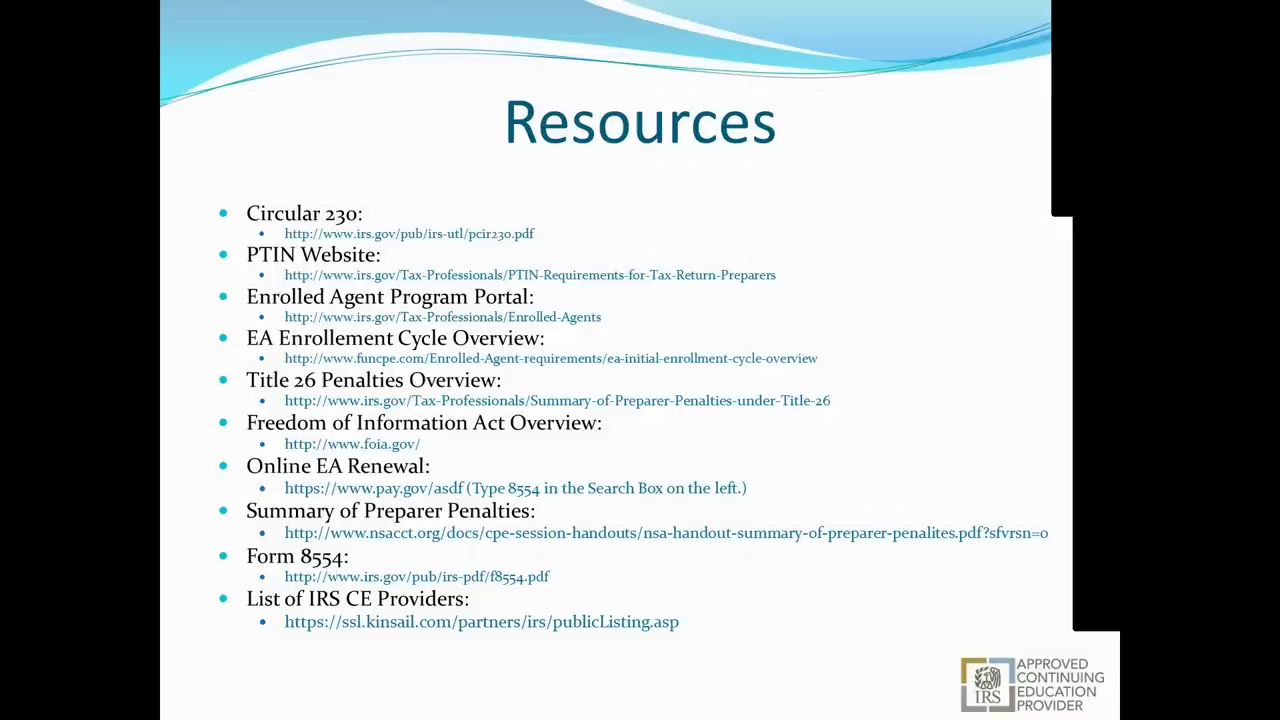 Resources
Circular 230:
http://www.irs.gov/pub/irs-utl/pcir230.pdf
PTIN Website:
http://www.irs.gov/Tax-Professionals/PTIN-Requirements-for-Tax-Return-Preparers
Enrolled Agent Program Portal:
http://www.irs.gov/Tax-Professionals/Enrolled-Agents
EA Enrollement Cycle Overview:
http://www.funcpe.com/Enrolled-Agent-requirements/ea-initial-enrollment-cycle-overview
Title 26 Penalties Overview:
http://www.irs.gov/Tax-Professionals/Summary-of-Preparer-Penalties-under-Title-26
Freedom of Information Act Overview:
http://www.foia.gov/
Online EA Renewal:
https://www.pay.gov/asdf (Type 8554 in the Search Box on the left.)
Summary of Preparer Penalties:
http://www.nsacct.org/docs/cpe-session-handouts/nsa-handout-summary-of-preparer-penalites.pdf?sfvrsn=0
Form 8554:
http://www.irs.gov/pub/irs-pdf/f8554.pdf
List of IRS CE Providers:
https://ssl.kinsail.com/partners/irs/publicListing.asp
IRS
APPROVED
CONTINUING
EDUCATION
PROVIDER